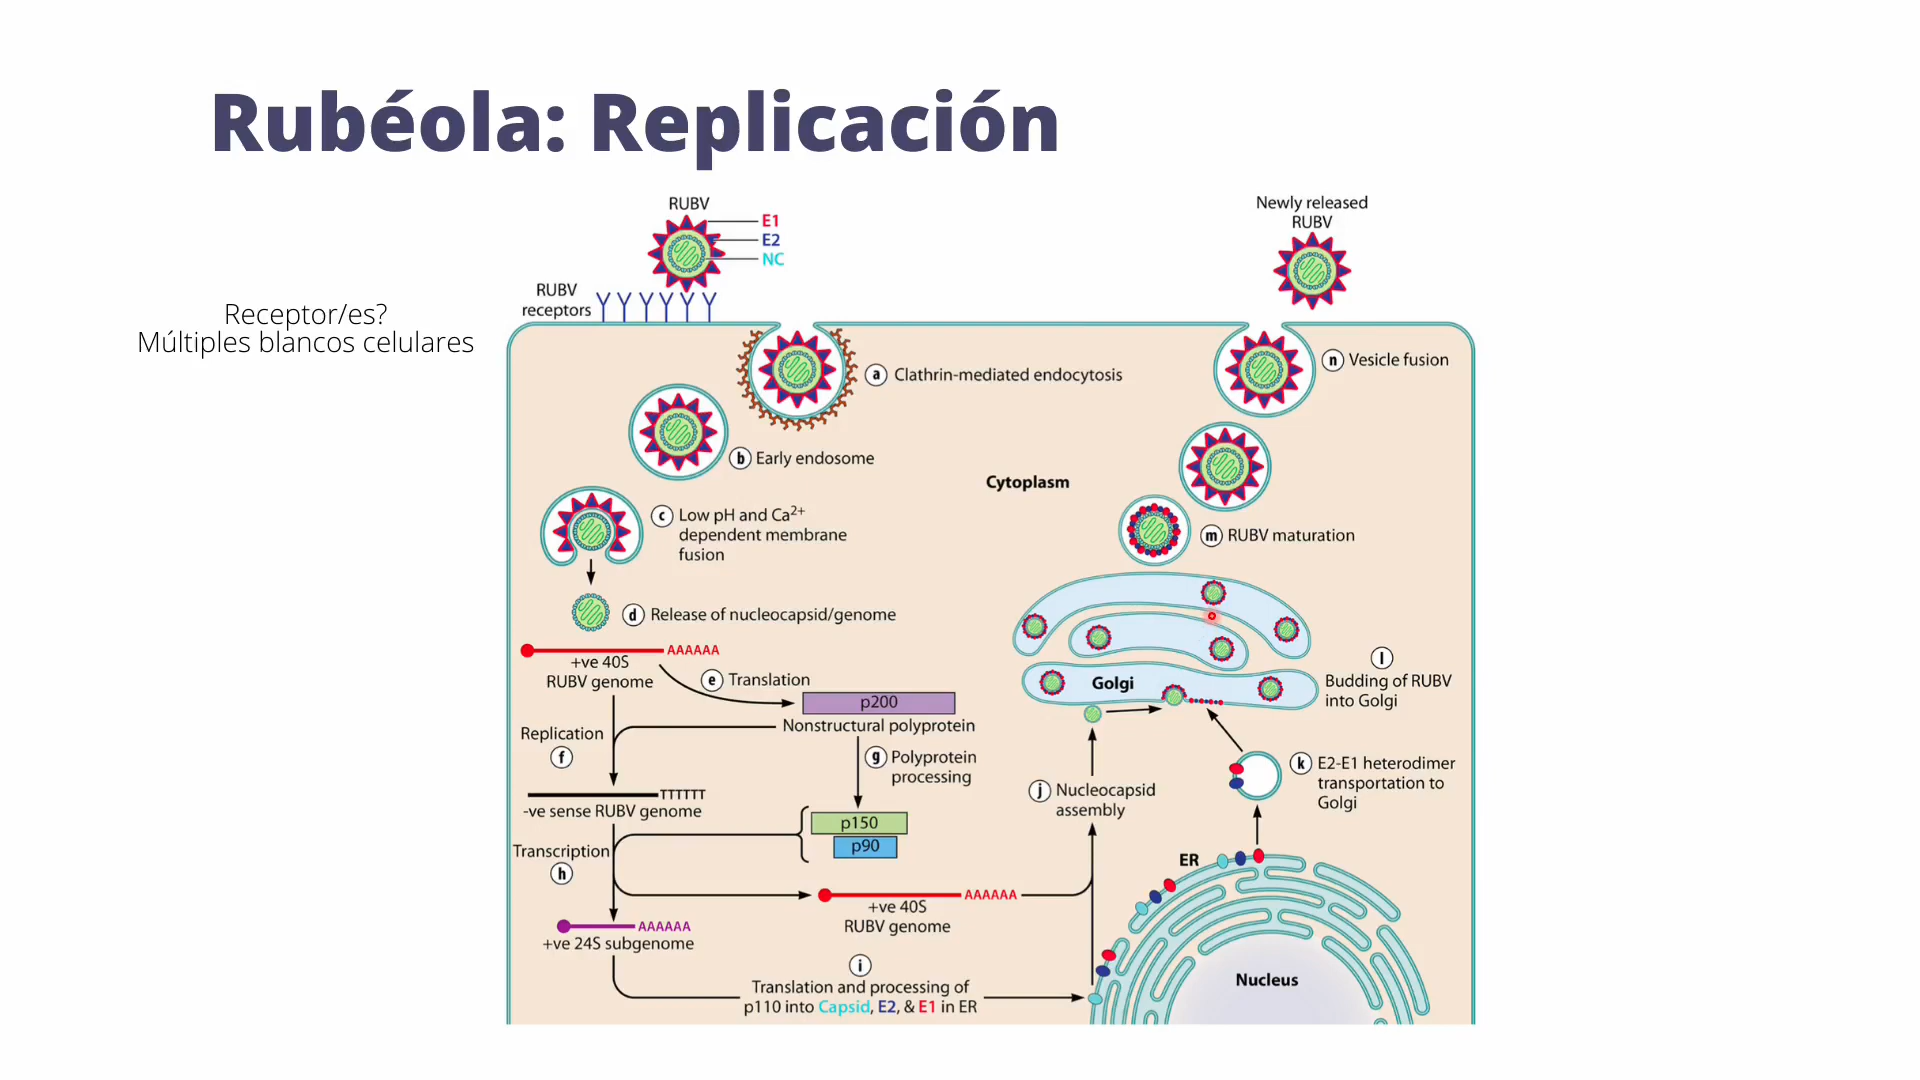 Rubéola: Replicación
Receptor/es?
Múltiples blancos celulares
RUBV
E1
E2
NC
RUBV
receptors
Newly released
RUBV
a Clathrin-mediated endocytosis
n Vesicle fusion
b Early endosome
Cytoplasm
c Low pH and Ca2+
dependent membrane
fusion
m RUBV maturation
d Release of nucleocapsid/genome
AAAAAA
+ve 40S
RUBV genome
e Translation
p200
Nonstructural polyprotein
Replication
f
g Polyprotein
processing
TTTTTT
-ve sense RUBV genome
p150
p90
Transcription
h
AAAAAA
+ve 40S
RUBV genome
AAAAAA
+ve 24S subgenome
i
Translation and processing of
p110 into Capsid, E2, & E1 in ER
j Nucleocapsid
assembly
Golgi
l
Budding of RUBV
into Golgi
k E2-E1 heterodimer
transportation to
Golgi
ER
Nucleus